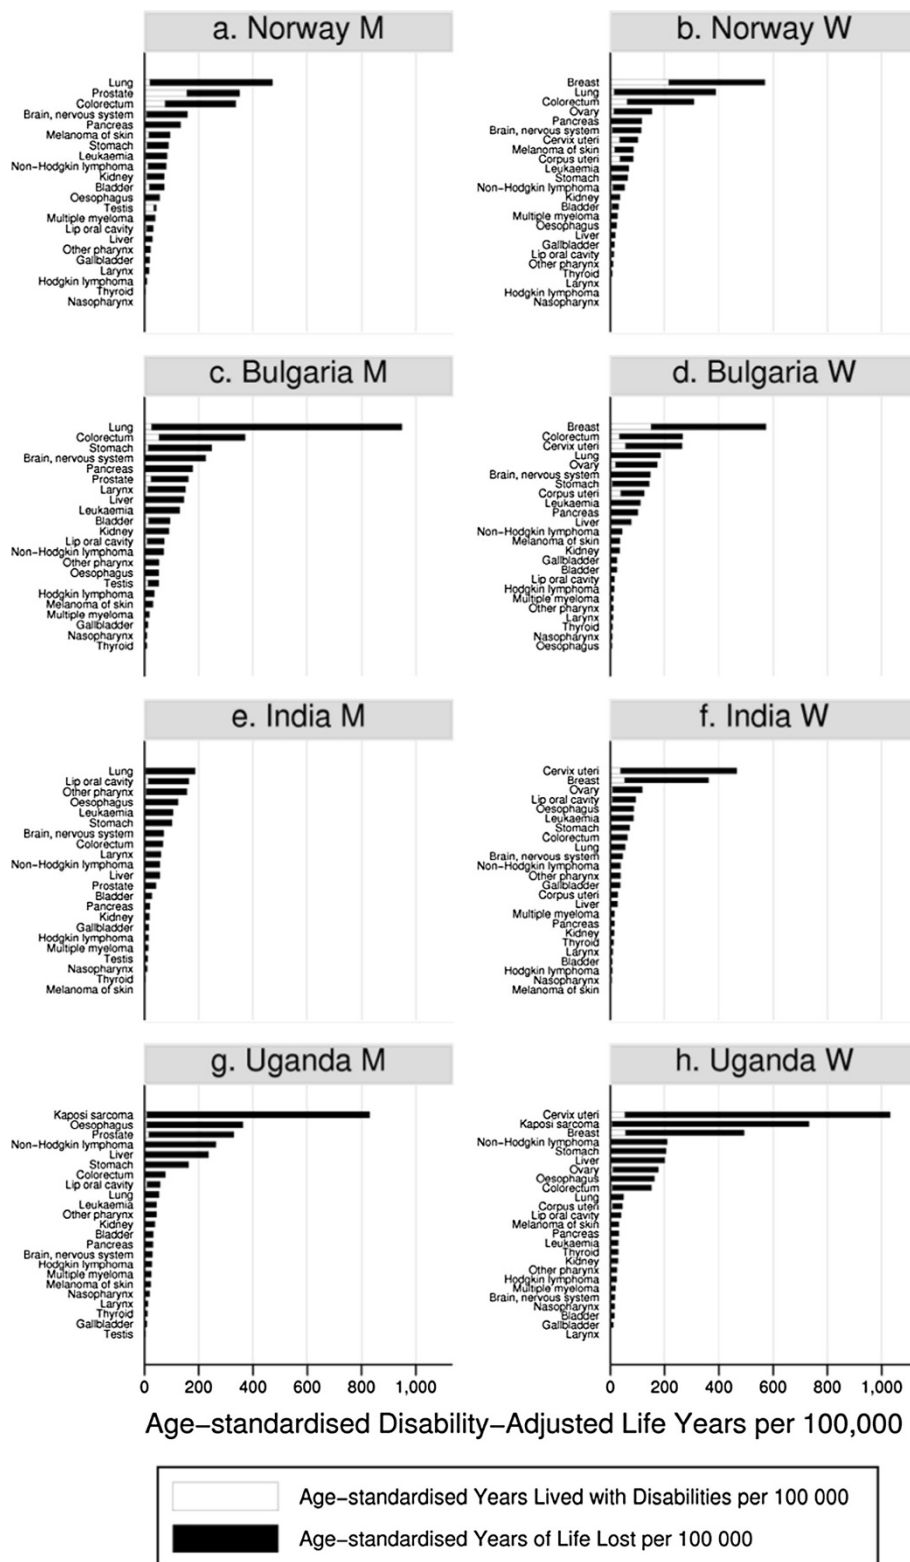 a. Norway M
Lung
Prostate
Colorectum
Brain, nervous system
Pancreas
Melanoma of skin
Stomach
Leukaemia
Non−Hodgkin lymphoma
Kidney
Bladder
Oesophagus
Testis
Multiple myeloma
Lip oral cavity
Liver
Other pharynx
Gallbladder
Larynx
Hodgkin lymphoma
Thyroid
Nasopharynx
b. Norway W
Breast
Lung
Colorectum
Ovary
Pancreas
Brain, nervous system
Cervix uteri
Melanoma of skin
Corpus uteri
Leukaemia
Stomach
Non−Hodgkin lymphoma
Kidney
Bladder
Multiple myeloma
Oesophagus
Liver
Gallbladder
Lip oral cavity
Other pharynx
Thyroid
Larynx
Hodgkin lymphoma
Nasopharynx
c. Bulgaria M
Lung
Colorectum
Stomach
Brain, nervous system
Pancreas
Prostate
Larynx
Liver
Leukaemia
Bladder
Kidney
Lip oral cavity
Non−Hodgkin lymphoma
Other pharynx
Oesophagus
Testis
Hodgkin lymphoma
Melanoma of skin
Multiple myeloma
Gallbladder
Nasopharynx
Thyroid
d. Bulgaria W
Breast
Colorectum
Cervix uteri
Lung
Ovary
Brain, nervous system
Stomach
Corpus uteri
Leukaemia
Pancreas
Liver
Non−Hodgkin lymphoma
Melanoma of skin
Kidney
Gallbladder
Bladder
Lip oral cavity
Hodgkin lymphoma
Multiple myeloma
Other pharynx
Larynx
Thyroid
Nasopharynx
Oesophagus
e. India M
Lung
Lip oral cavity
Other pharynx
Oesophagus
Leukaemia
Stomach
Brain, nervous system
Colorectum
Larynx
Non−Hodgkin lymphoma
Liver
Prostate
Bladder
Pancreas
Kidney
Gallbladder
Hodgkin lymphoma
Multiple myeloma
Testis
Nasopharynx
Thyroid
Melanoma of skin
f. India W
Cervix uteri
Breast
Ovary
Lip oral cavity
Oesophagus
Leukaemia
Stomach
Colorectum
Lung
Brain, nervous system
Non−Hodgkin lymphoma
Other pharynx
Gallbladder
Corpus uteri
Liver
Multiple myeloma
Pancreas
Kidney
Thyroid
Larynx
Bladder
Hodgkin lymphoma
Nasopharynx
Melanoma of skin
g. Uganda M
Kaposi sarcoma
Oesophagus
Prostate
Non−Hodgkin lymphoma
Liver
Stomach
Colorectum
Lip oral cavity
Lung
Leukaemia
Other pharynx
Kidney
Bladder
Pancreas
Brain, nervous system
Hodgkin lymphoma
Multiple myeloma
Melanoma of skin
Nasopharynx
Larynx
Thyroid
Gallbladder
Testis
0 200 400 600 800 1,000
h. Uganda W
Cervix uteri
Kaposi sarcoma
Breast
Non−Hodgkin lymphoma
Stomach
Liver
Ovary
Oesophagus
Colorectum
Lung
Corpus uteri
Lip oral cavity
Melanoma of skin
Pancreas
Leukaemia
Thyroid
Kidney
Other pharynx
Hodgkin lymphoma
Multiple myeloma
Brain, nervous system
Nasopharynx
Bladder
Gallbladder
Larynx
0 200 400 600 800 1,000
Age−standardised Disability−Adjusted Life Years per 100,000
Age−standardised Years Lived with Disabilities per 100 000
Age−standardised Years of Life Lost per 100 000